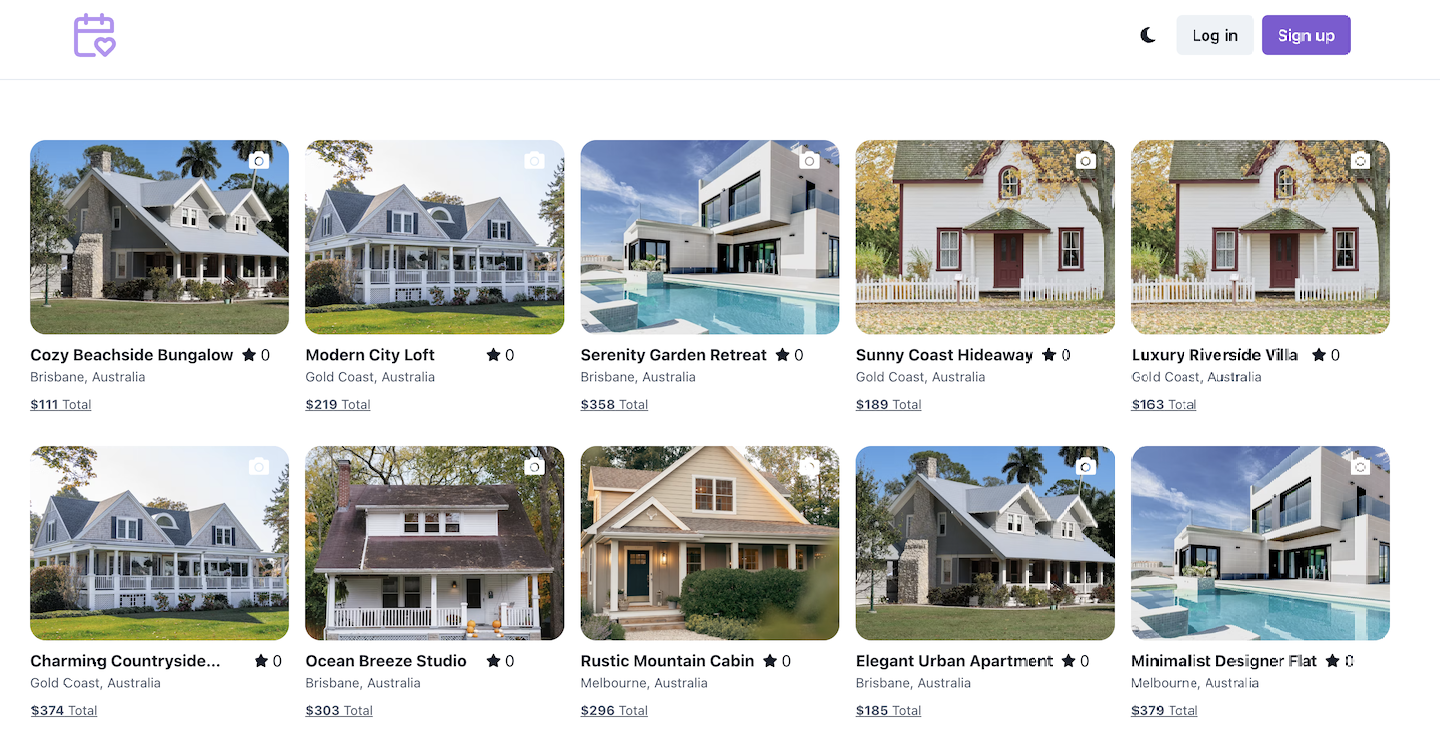 Log in
Sign up
Cozy Beachside Bungalow ★ 0
Brisbane, Australia
$111 Total
Modern City Loft ★ 0
Gold Coast, Australia
$219 Total
Serenity Garden Retreat ★ 0
Brisbane, Australia
$358 Total
Sunny Coast Hideaway ★ 0
Gold Coast, Australia
$189 Total
Luxury Riverside Villa ★ 0
Gold Coast, Australia
$163 Total
Charming Countryside... ★ 0
Gold Coast, Australia
$374 Total
Ocean Breeze Studio ★ 0
Brisbane, Australia
$303 Total
Rustic Mountain Cabin ★ 0
Melbourne, Australia
$296 Total
Elegant Urban Apartment ★ 0
Brisbane, Australia
$185 Total
Minimalist Designer Flat ★ 0
Melbourne, Australia
$379 Total